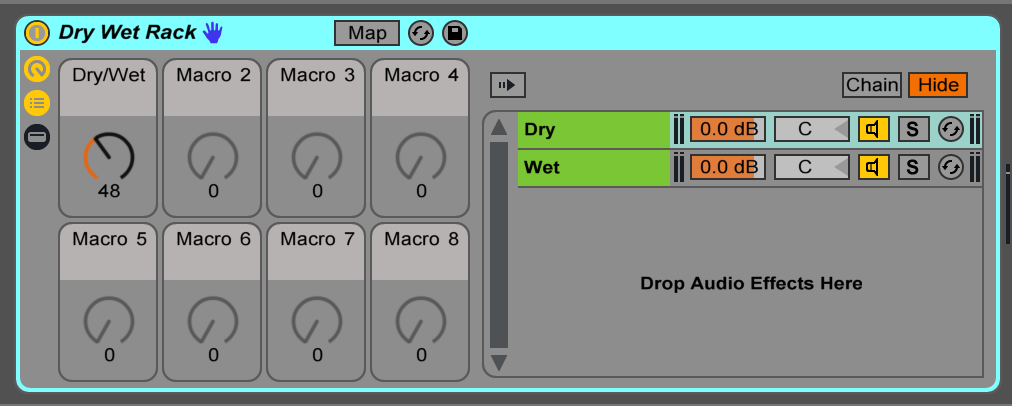 Dry Wet Rack
Map
Dry/Wet
Macro 2
Macro 3
Macro 4
48
0
0
0
Macro 5
Macro 6
Macro 7
Macro 8
0
0
0
0
Chain
Hide
Dry
0.0 dB
C
S
Wet
0.0 dB
C
S
Drop Audio Effects Here